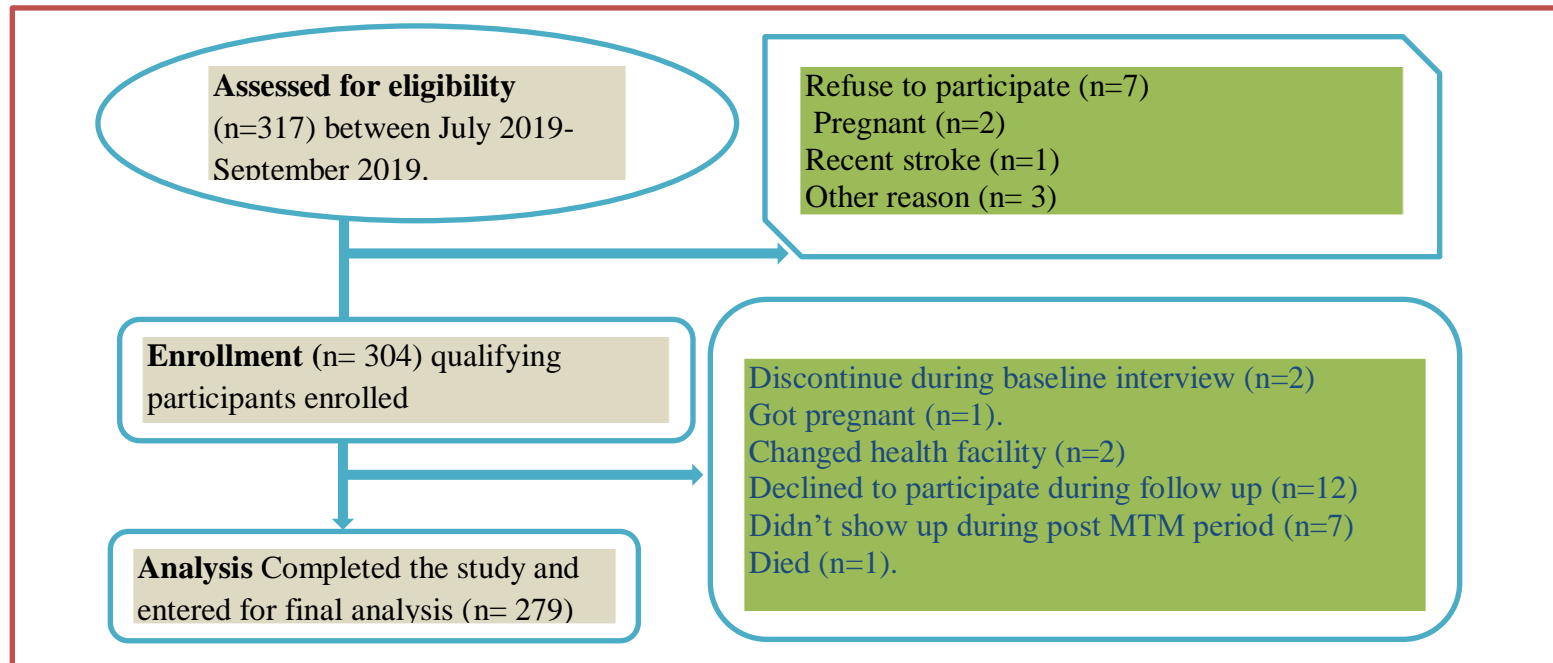 Assessed for eligibility
(n=317) between July 2019-
September 2019.
Refuse to participate (n=7)
Pregnant (n=2)
Recent stroke (n=1)
Other reason (n= 3)
Enrollment (n= 304) qualifying
participants enrolled
Discontinue during baseline interview (n=2)
Got pregnant (n=1).
Changed health facility (n=2)
Declined to participate during follow up (n=12)
Didn’t show up during post MTM period (n=7)
Died (n=1).
Analysis Completed the study and
entered for final analysis (n= 279)